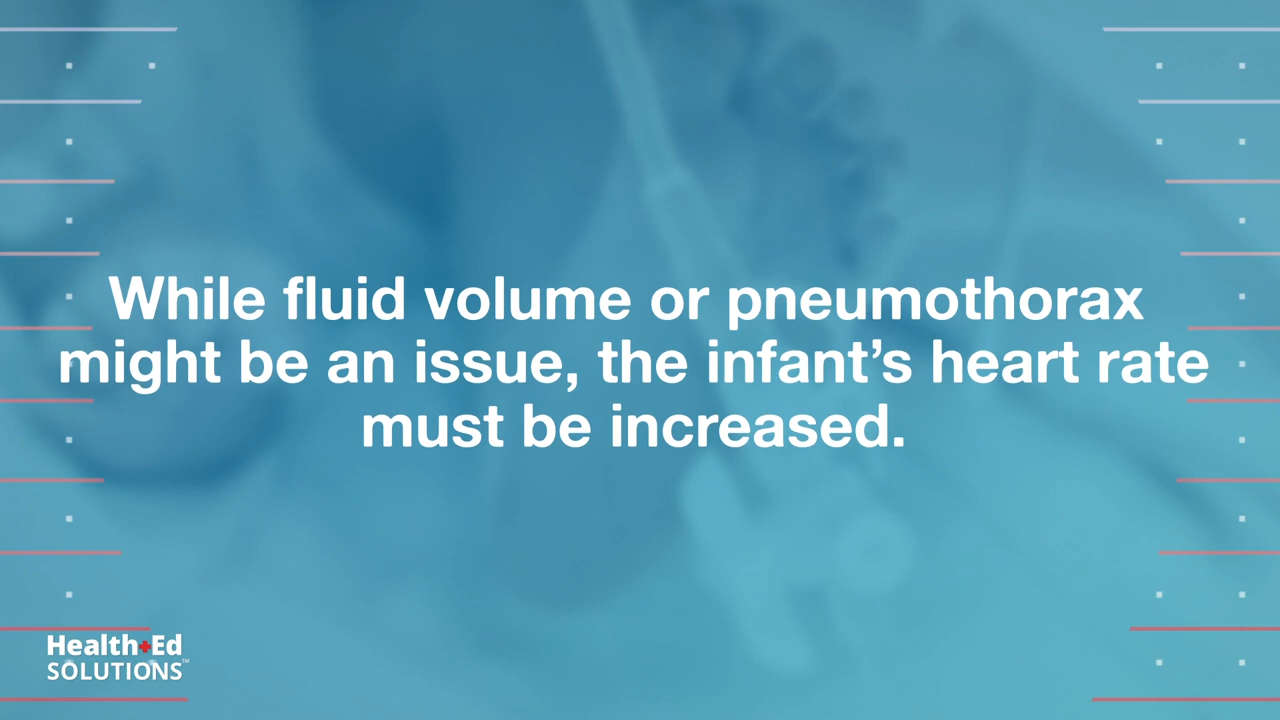 While fluid volume or pneumothorax
might be an issue, the infant’s heart rate
must be increased.
Health+Ed
SOLUTIONS™